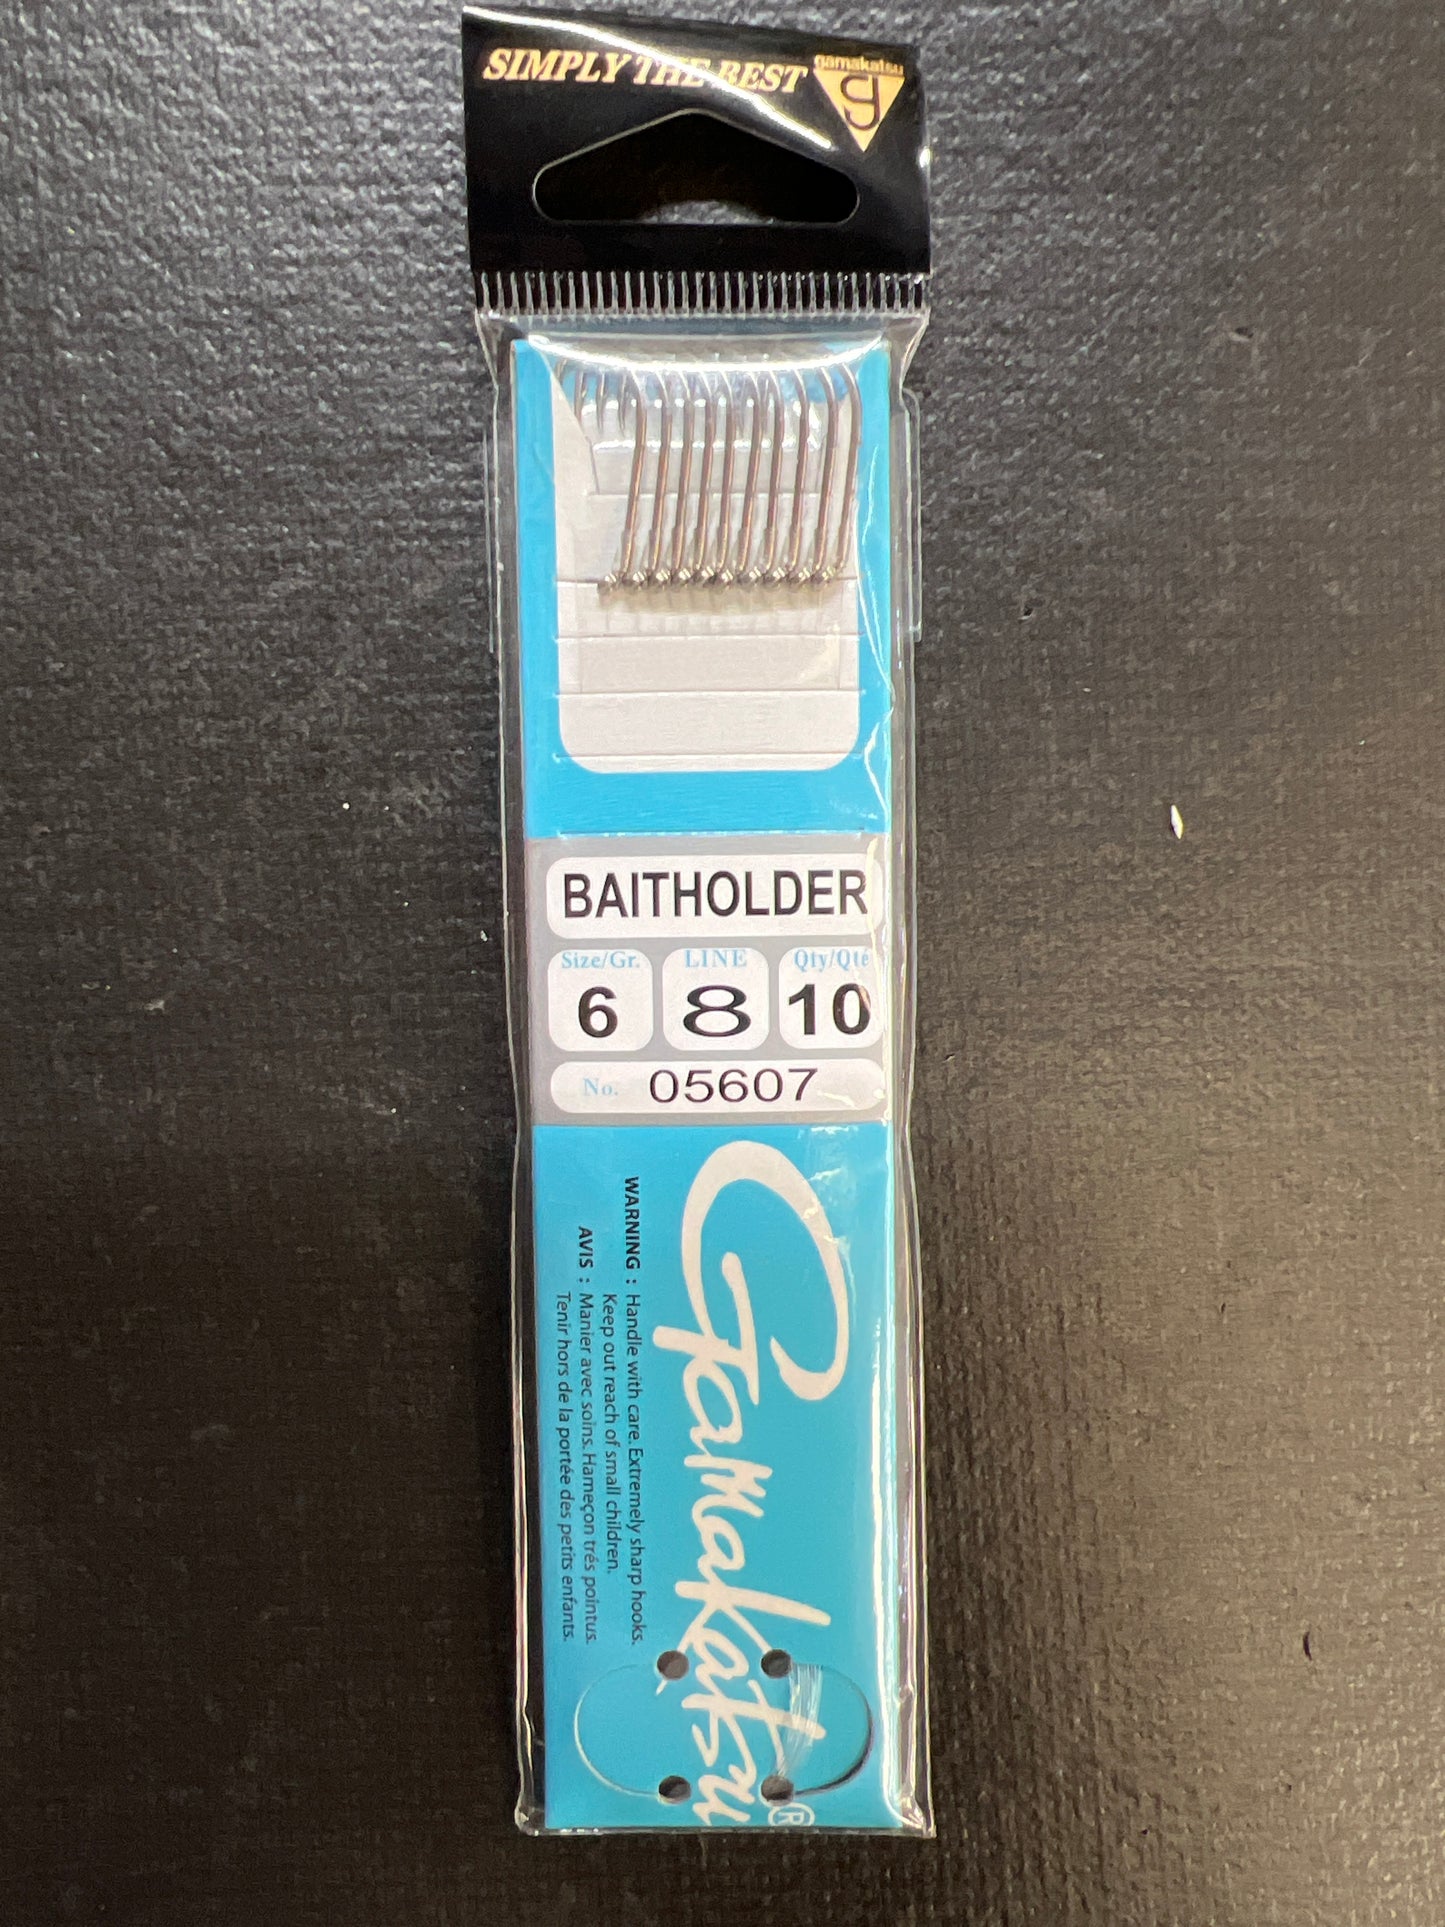 SIMPLY THE BEST
gamakatsu
BAITHOLDER
Size/Gr. LINE Qty/Qté
6 8 10
No. 05607
WARNING : Handle with care. Extremely sharp hooks.
Keep out reach of small children.
AVIS : Manier avec soins. Hameçon trés pointus.
Tenir hors de la portée des petits enfants.
Gamakatsu®